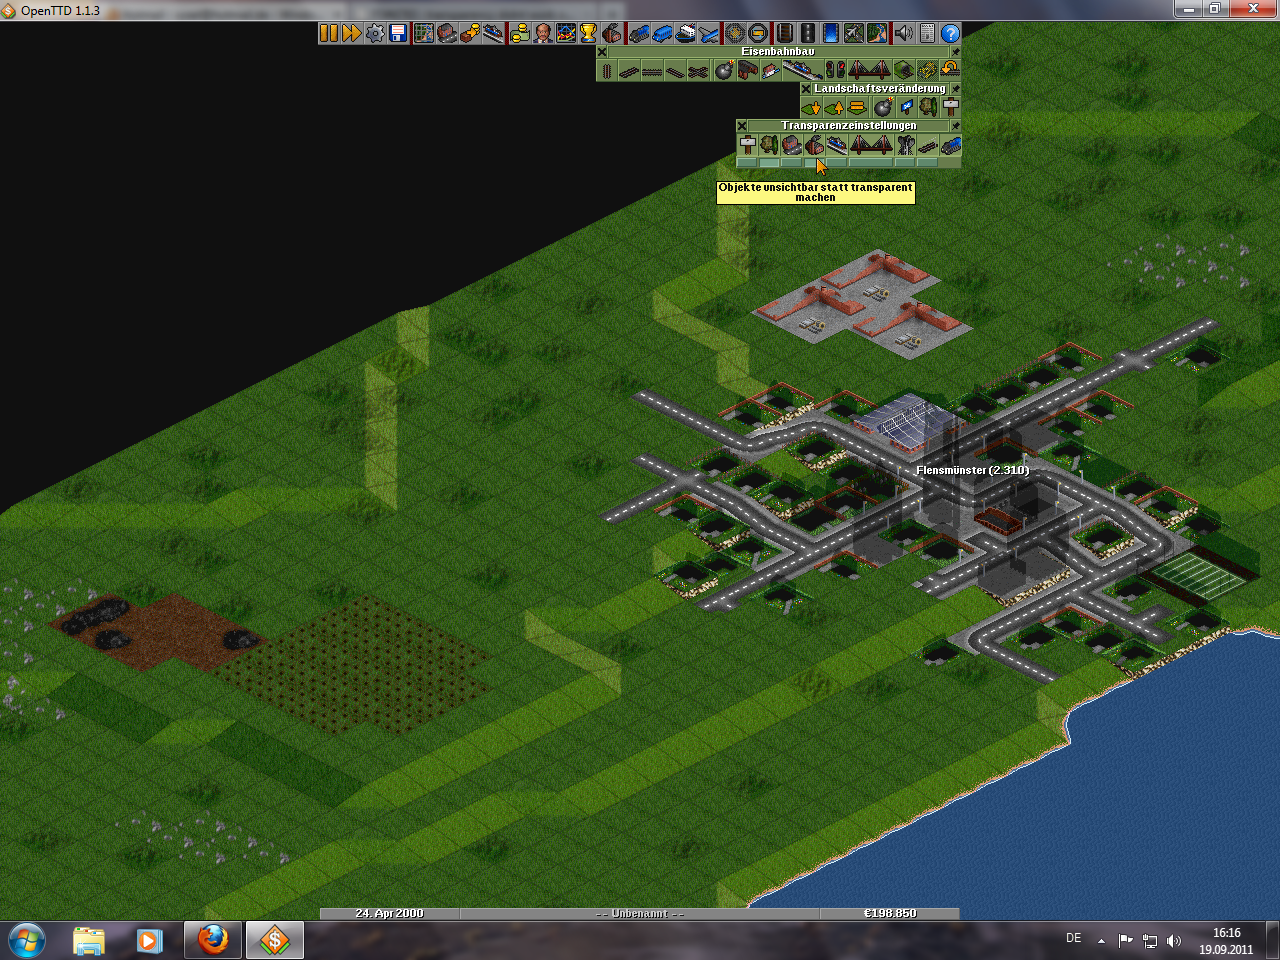 OpenTTD 1.1.3
Eisenbahnbau
Landschaftsveränderung
Transparenzeinstellungen
Objekte unsichtbar statt transparent
machen
Flensmünster (2.310)
24. Apr 2000
-- Unbenannt --
€198.850
DE
16:16
19.09.2011